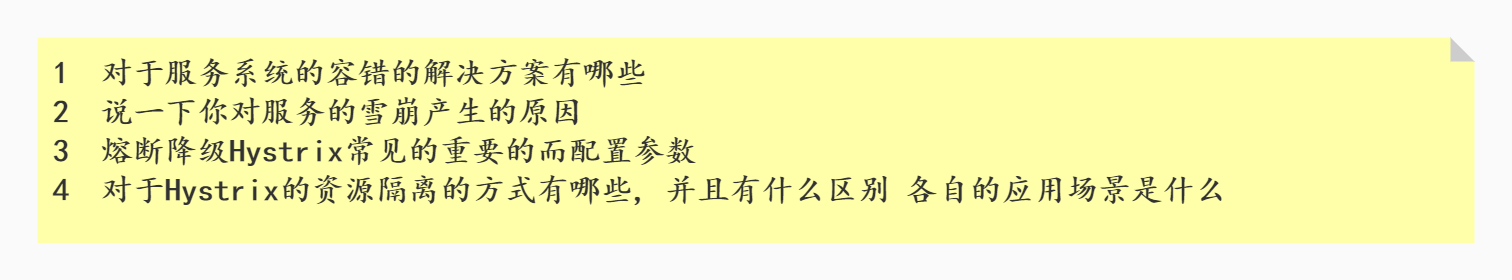 1 对于服务系统的容错的解决方案有哪些
2 说一下你对服务的雪崩产生的原因
3 熔断降级Hystrix常见的重要的而配置参数
4 对于Hystrix的资源隔离的方式有哪些，并且有什么区别 各自的应用场景是什么